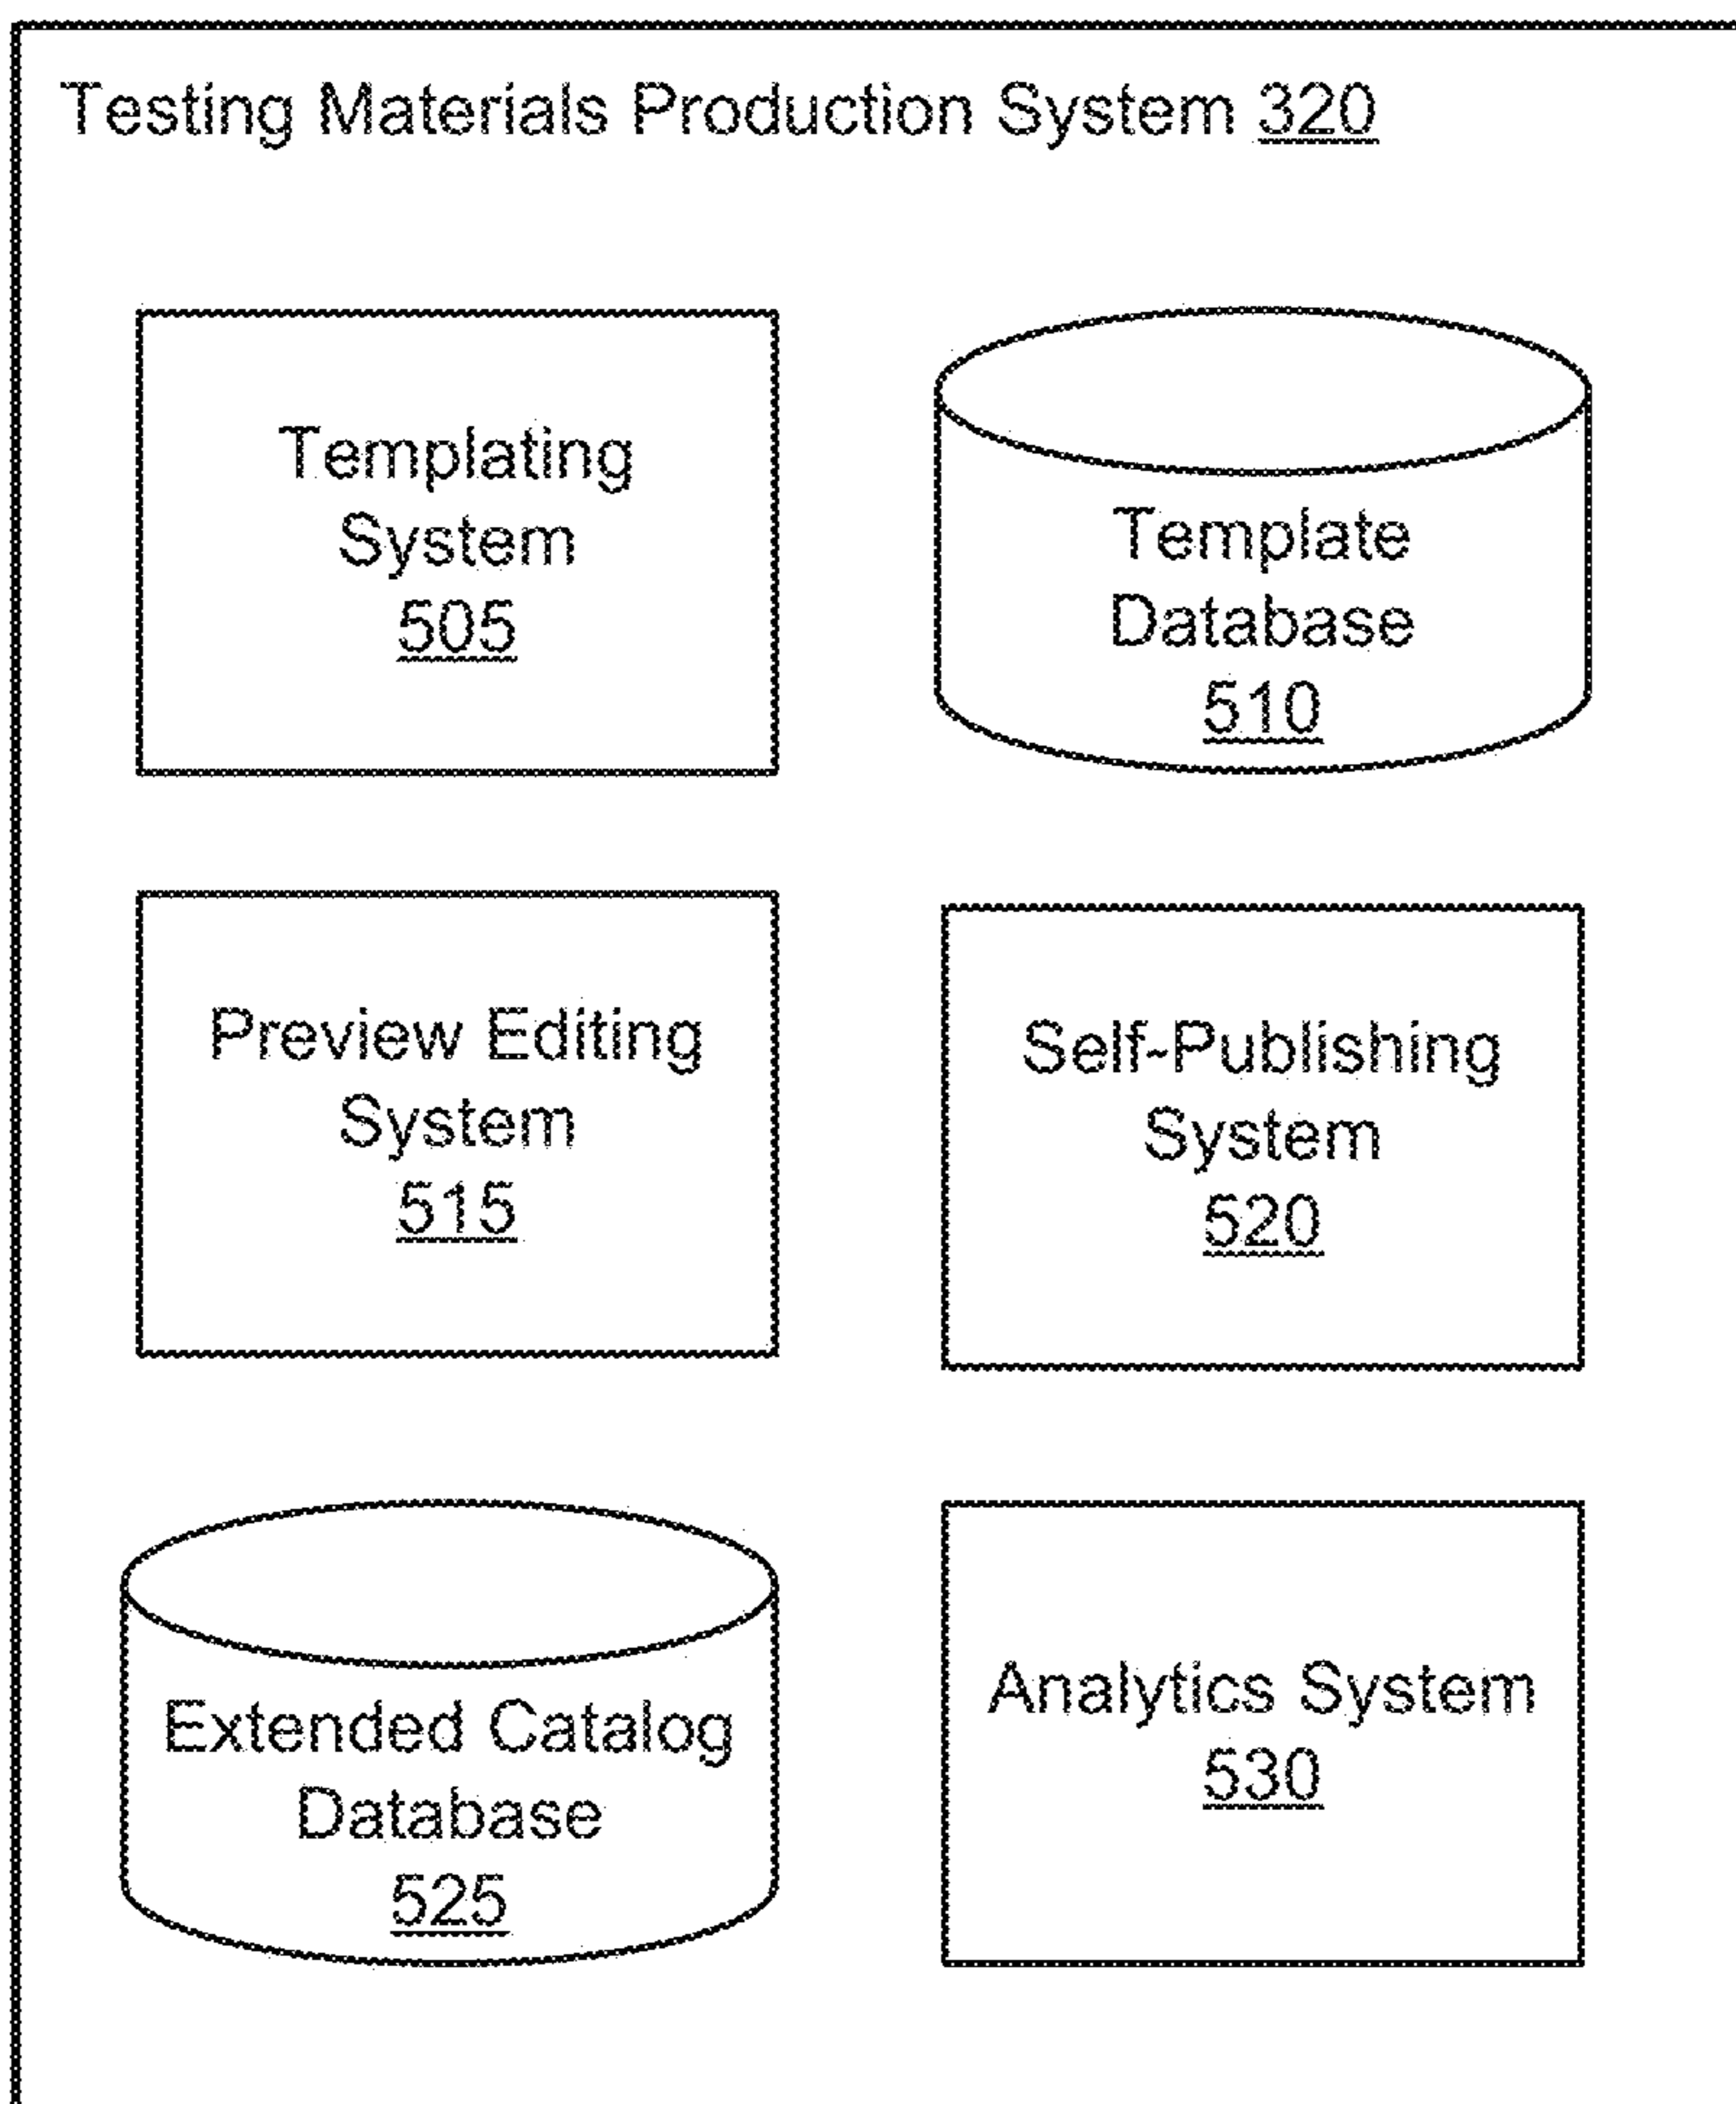 Testing Materials Production System 320
Templating
System
505
Template
Database
510
Preview Editing
System
515
Self-Publishing
System
520
Extended Catalog
Database
525
Analytics System
530